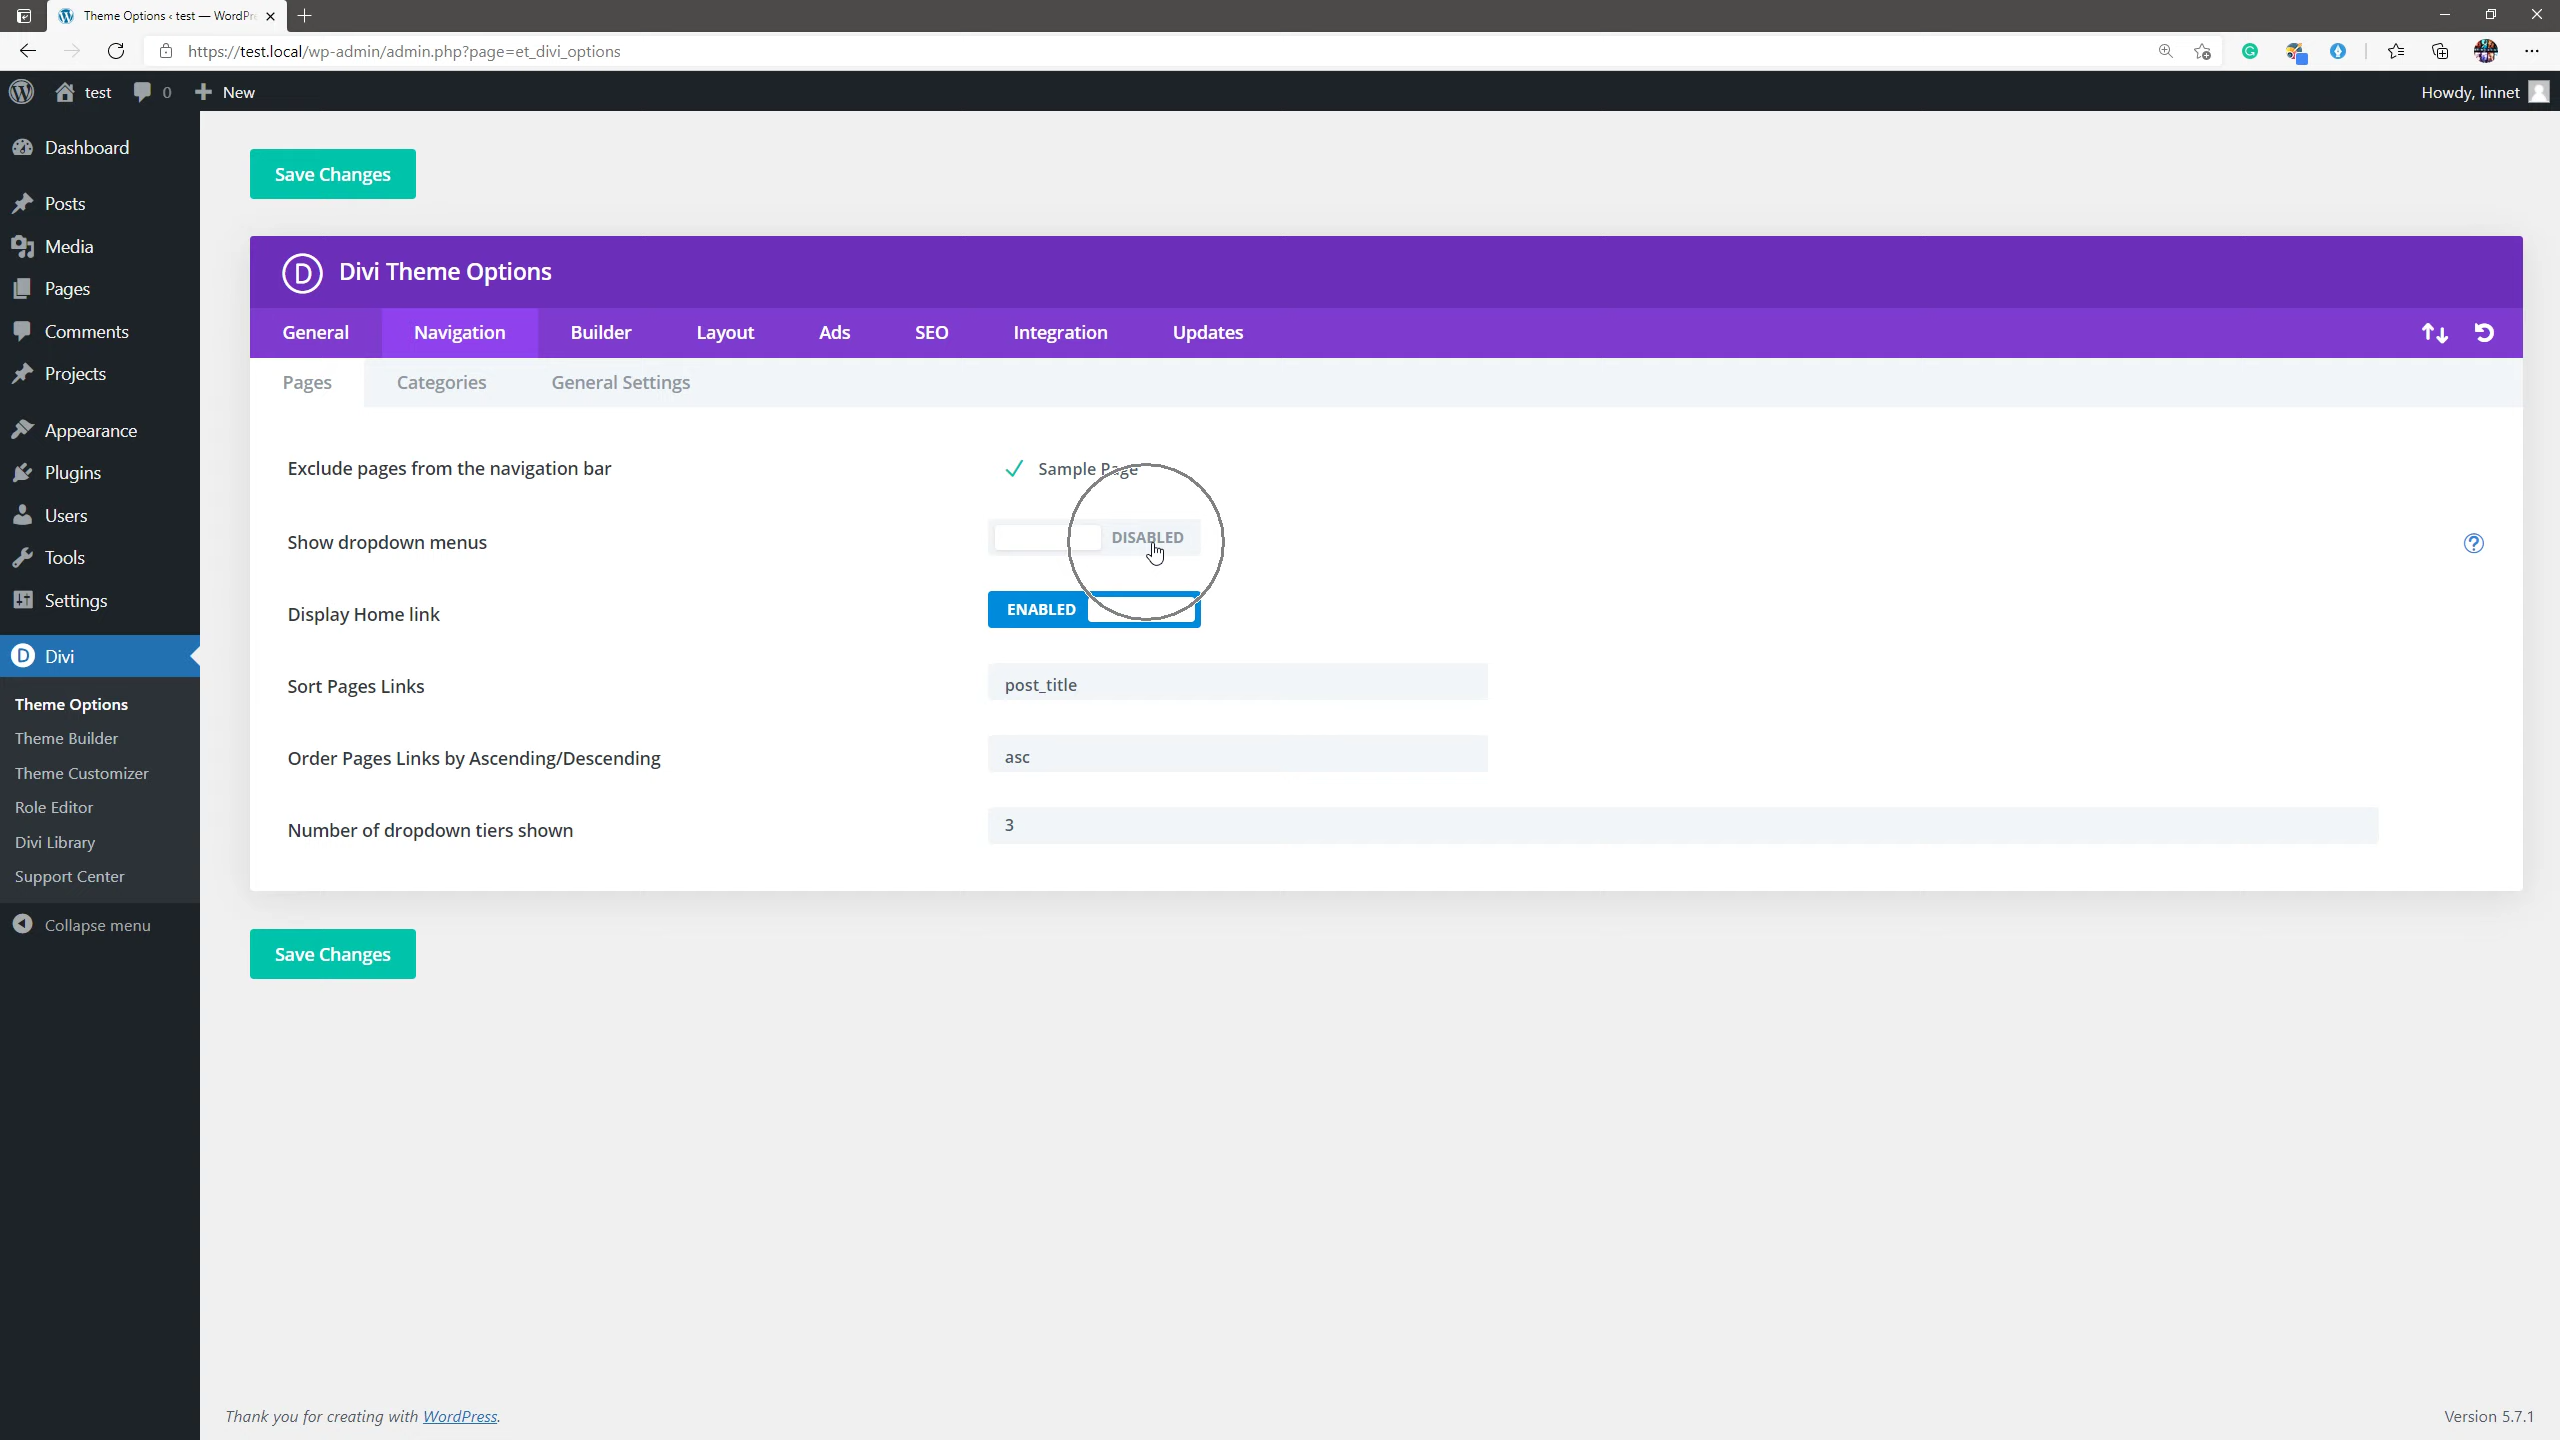 Theme Options ‹ test — WordPr
https://test.local/wp-admin/admin.php?page=et_divi_options
test
0
New
Howdy, linnet
Dashboard
Posts
Media
Pages
Comments
Projects
Appearance
Plugins
Users
Tools
Settings
Divi
Theme Options
Theme Builder
Theme Customizer
Role Editor
Divi Library
Support Center
Collapse menu
Save Changes
D Divi Theme Options
General Navigation Builder Layout Ads SEO Integration Updates
Pages Categories General Settings
Exclude pages from the navigation bar
Sample Page
Show dropdown menus
DISABLED
Display Home link
ENABLED
Sort Pages Links
post_title
Order Pages Links by Ascending/Descending
asc
Number of dropdown tiers shown
3
Save Changes
Thank you for creating with WordPress.
Version 5.7.1